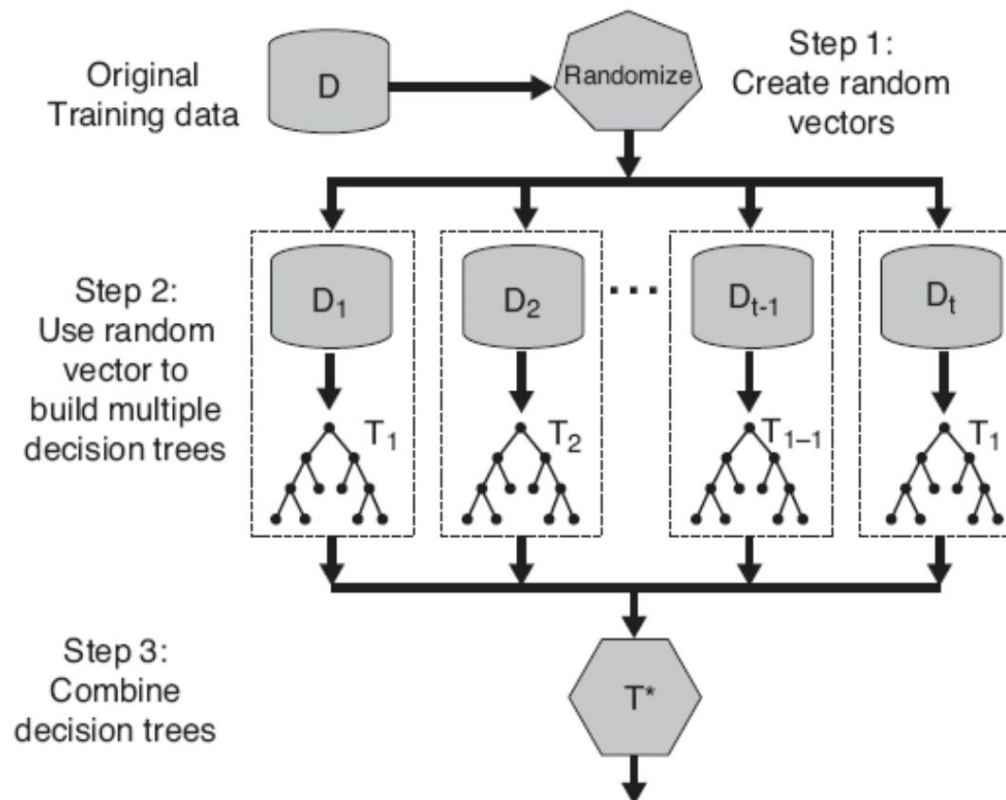 Original
Training data
D
Randomize
Step 1:
Create random
vectors
Step 2:
Use random
vector to
build multiple
decision trees
D1
D2
...
Dt-1
Dt
T1
T2
T1–1
T1
Step 3:
Combine
decision trees
T*